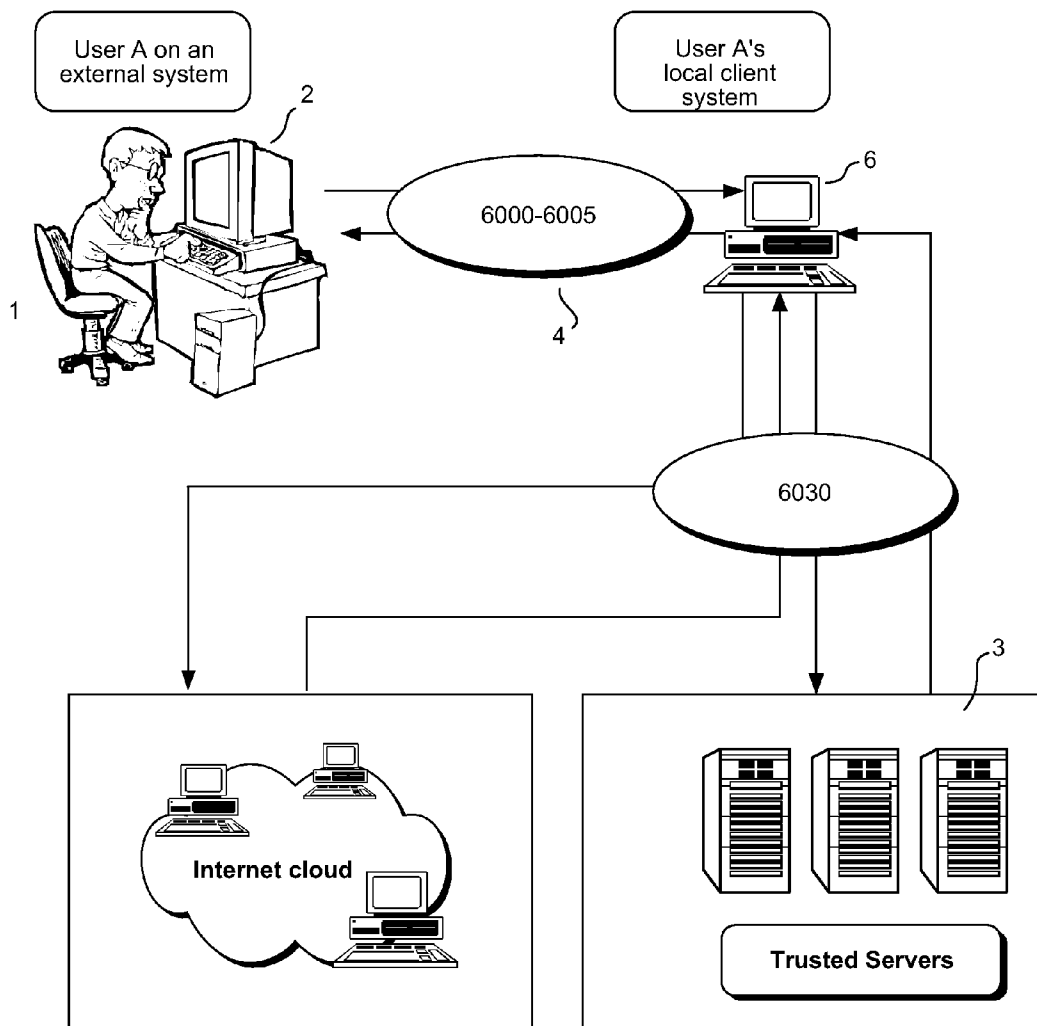 User A on an
external system
User A's
local client
system
2
6
6000-6005
1
4
6030
3
Internet cloud
Trusted Servers